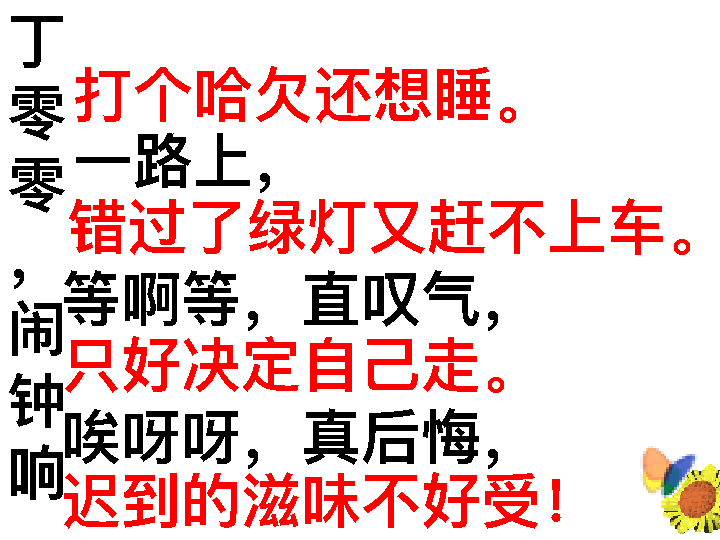 丁零零，闹钟响
打个哈欠还想睡。
一路上，
错过了绿灯又赶不上车。
等啊等，直叹气，
只好决定自己走。
唉呀呀，真后悔，
迟到的滋味不好受！